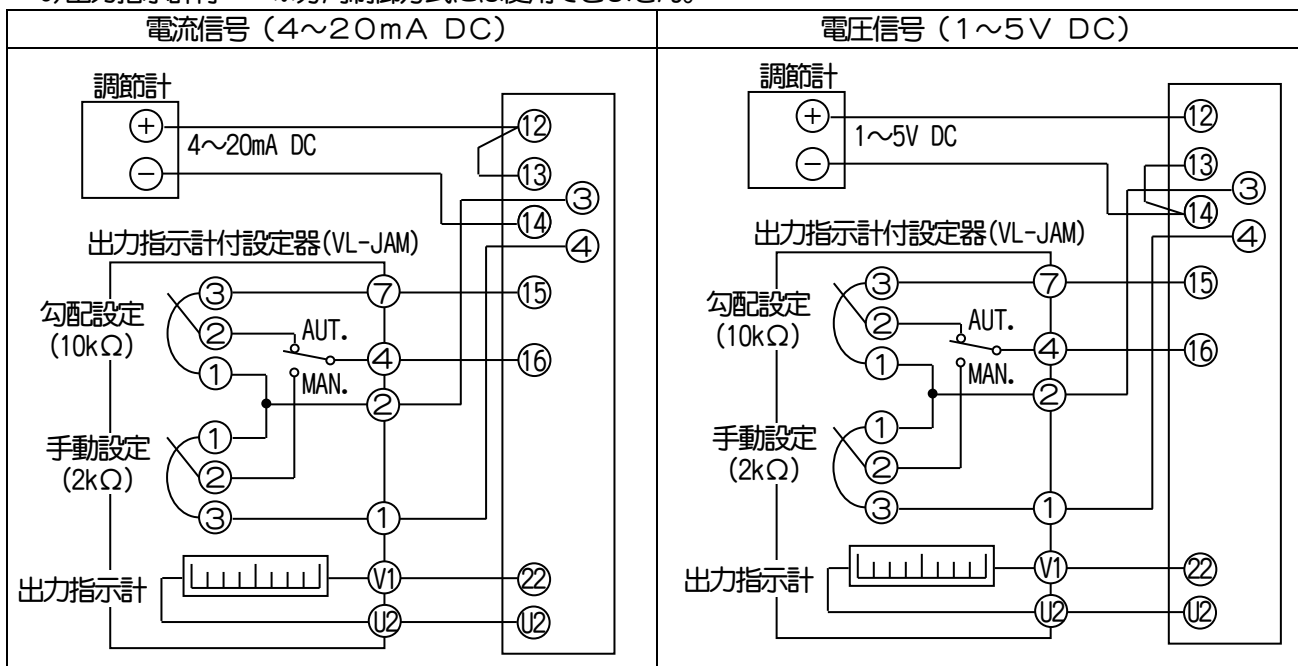 電流信号（4～20mA DC）
調節計
＋
－
4～20mA DC
⑫
⑬
③
⑭
④
出力指示計付設定器(VL-JAM)
勾配設定
(10kΩ)
③
②
①
AUT.
MAN.
⑦
④
②
⑮
⑯
手動設定
(2kΩ)
①
②
③
①
出力指示計
V1
U2
㉒
U2
電圧信号（1～5V DC）
調節計
＋
－
1～5V DC
⑫
⑬
③
⑭
④
出力指示計付設定器(VL-JAM)
勾配設定
(10kΩ)
③
②
①
AUT.
MAN.
⑦
④
②
⑮
⑯
手動設定
(2kΩ)
①
②
③
①
出力指示計
V1
U2
㉒
U2